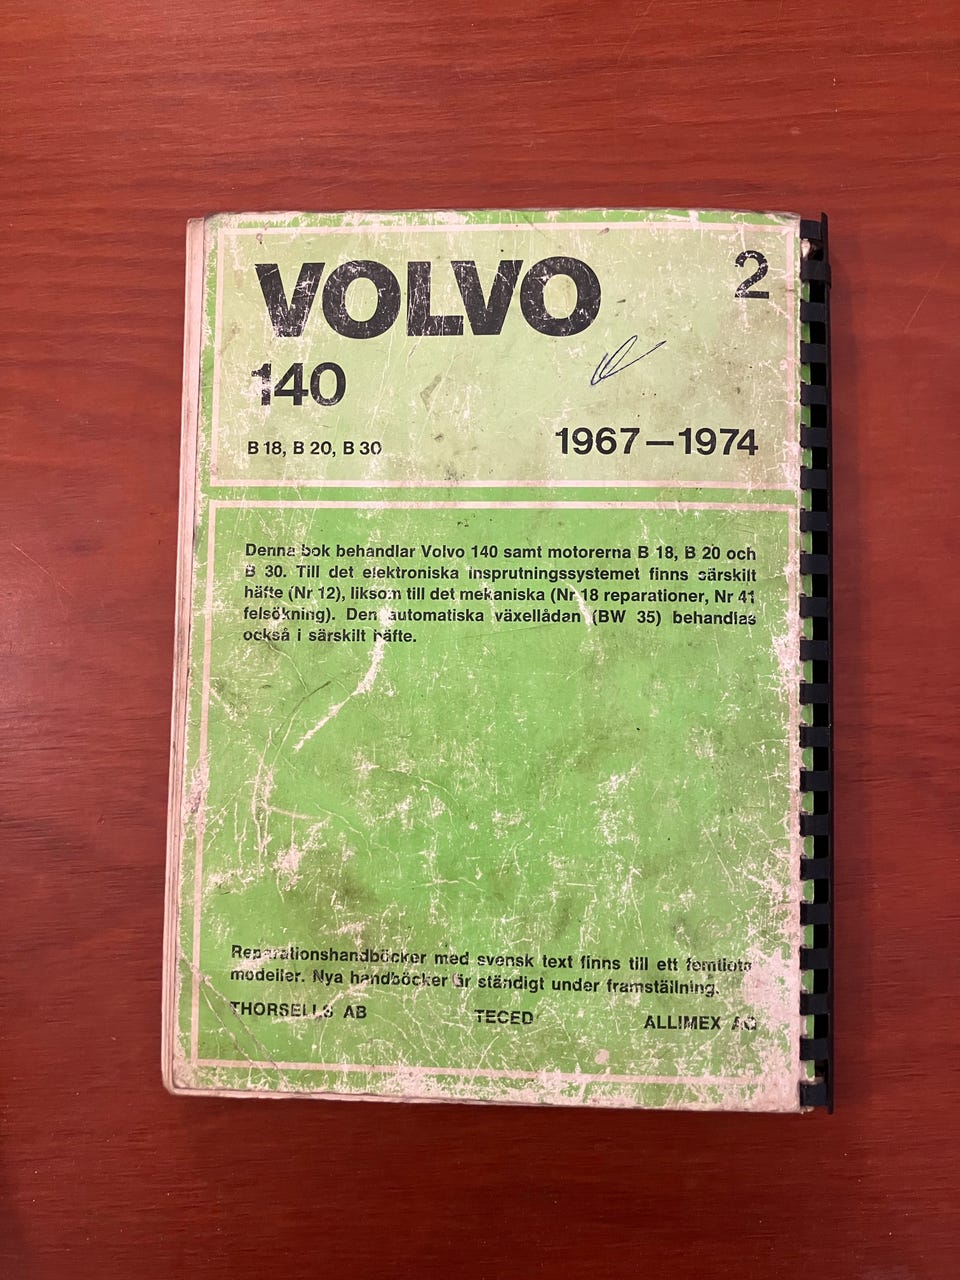 VOLVO 2
140
B 18, B 20, B 30 1967—1974
Denna bok behandlar Volvo 140 samt motorerna B 18, B 20 och
B 30. Till det elektroniska insprutningssystemet finns särskilt
häfte (Nr 12), liksom till det mekaniska (Nr 18 reparationer, Nr 41
felsökning). Den automatiska växellådan (BW 35) behandlas
också i särskilt häfte.
Reparationshandböcker med svensk text finns till ett femtiotal
modeller. Nya handböcker är ständigt under framställning.
THORSELLS AB TECED ALLIMEX AG